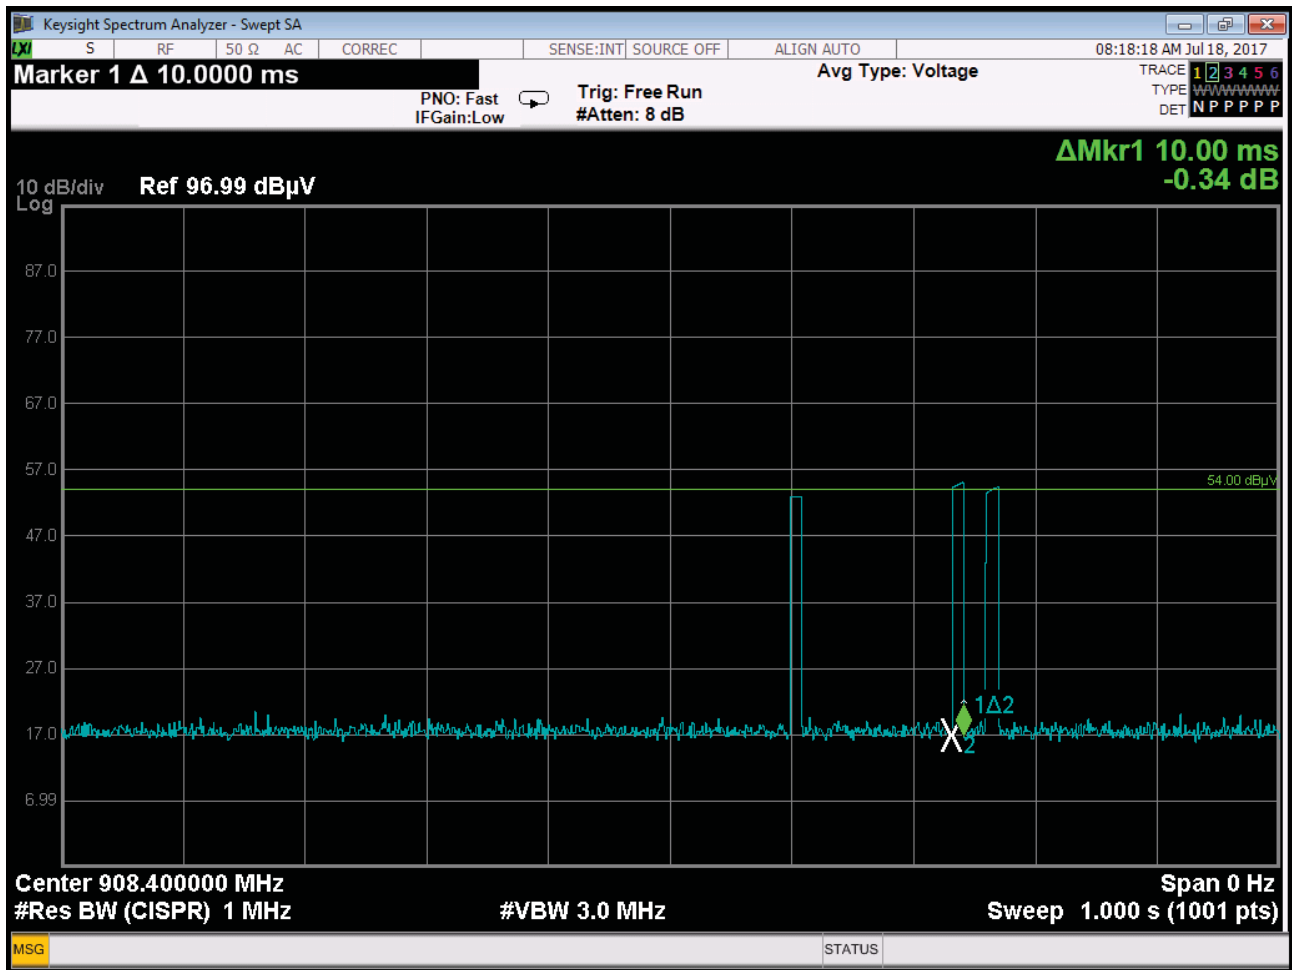 Keysight Spectrum Analyzer - Swept SA
LXI S RF 50 Ω AC CORREC SENSE:INT SOURCE OFF ALIGN AUTO 08:18:18 AM Jul 18, 2017
Marker 1 Δ 10.0000 ms
PNO: Fast
IFGain:Low
Trig: Free Run
#Atten: 8 dB
Avg Type: Voltage
TRACE 1 2 3 4 5 6
TYPE WWWWWW
DET N P P P P P
ΔMkr1 10.00 ms
-0.34 dB
10 dB/div Ref 96.99 dBµV
Log
87.0
77.0
67.0
57.0
54.00 dBµV
47.0
37.0
27.0
1Δ2
17.0
X2
6.99
Center 908.400000 MHz Span 0 Hz
#Res BW (CISPR) 1 MHz #VBW 3.0 MHz Sweep 1.000 s (1001 pts)
MSG STATUS